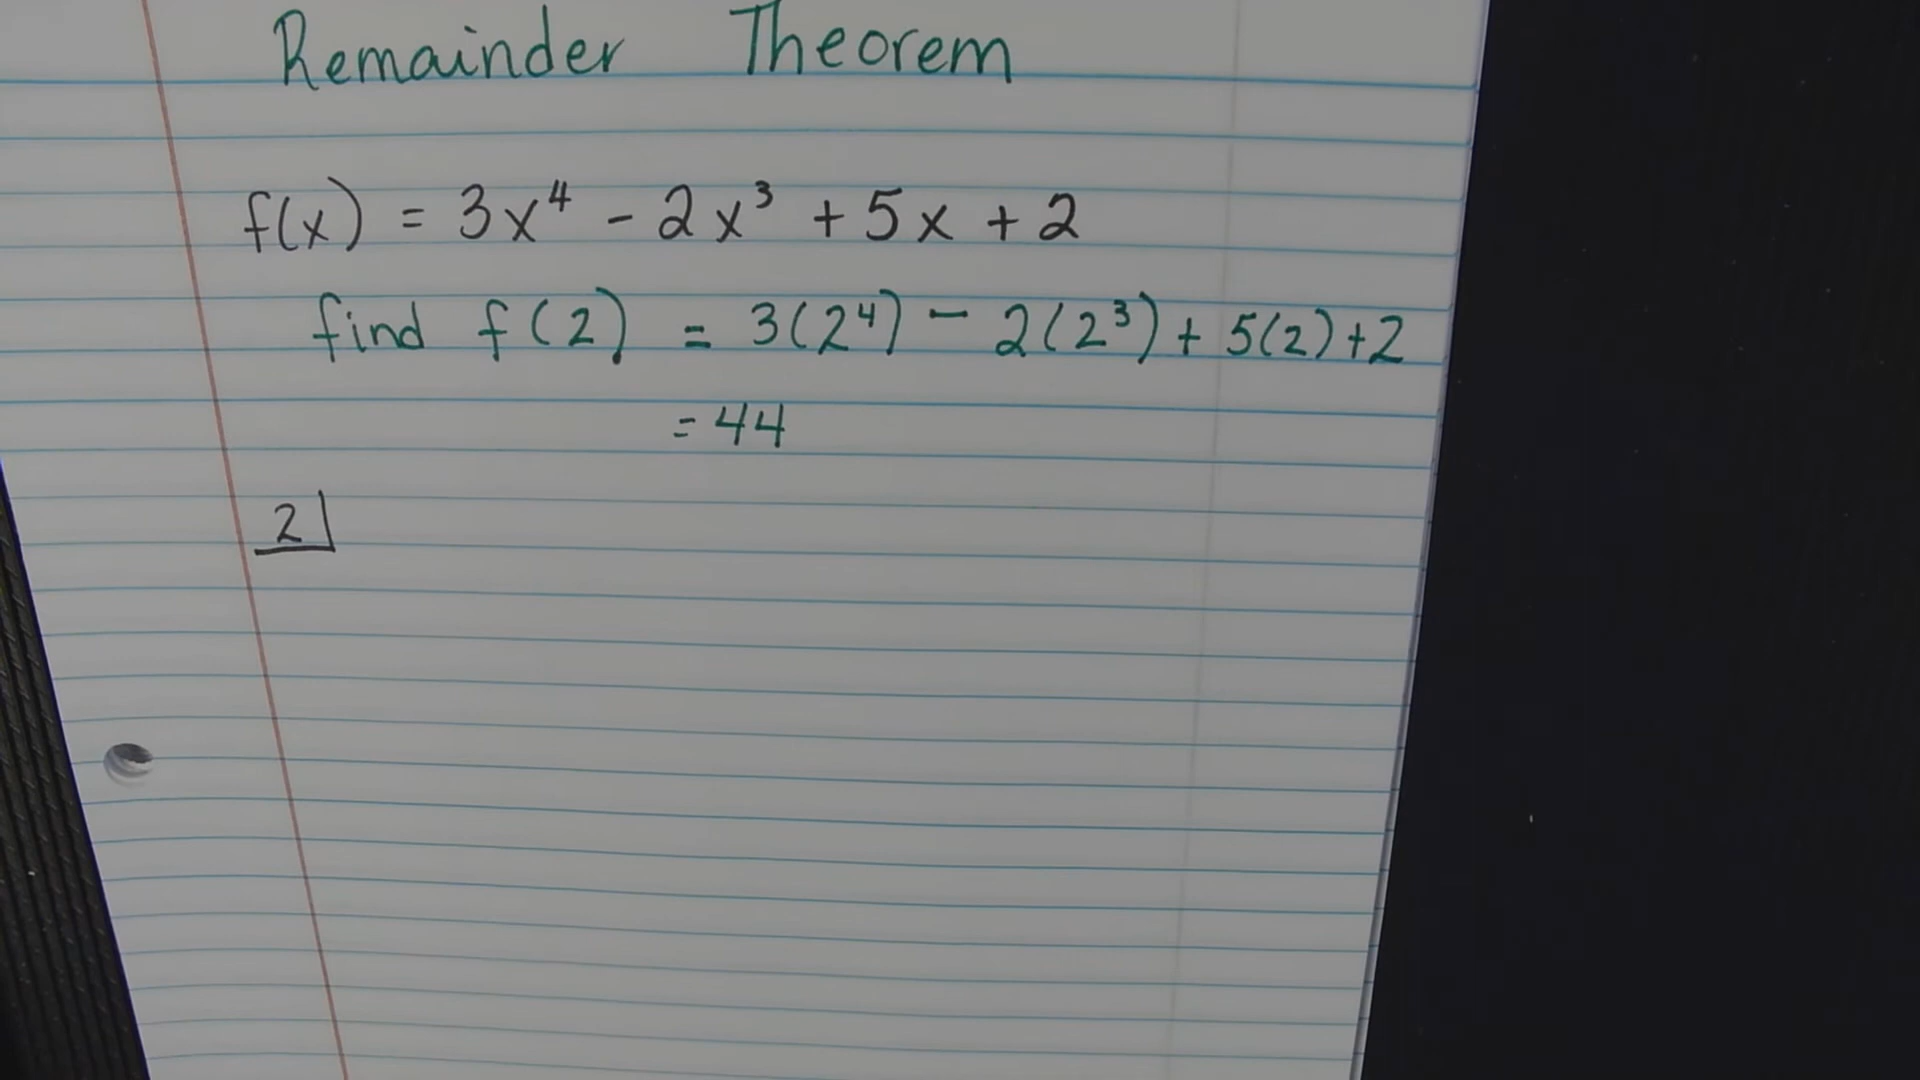 Remainder Theorem
f(x) = 3x⁴ - 2x³ + 5x + 2
find f(2) = 3(2⁴) - 2(2³) + 5(2) + 2
= 44
2